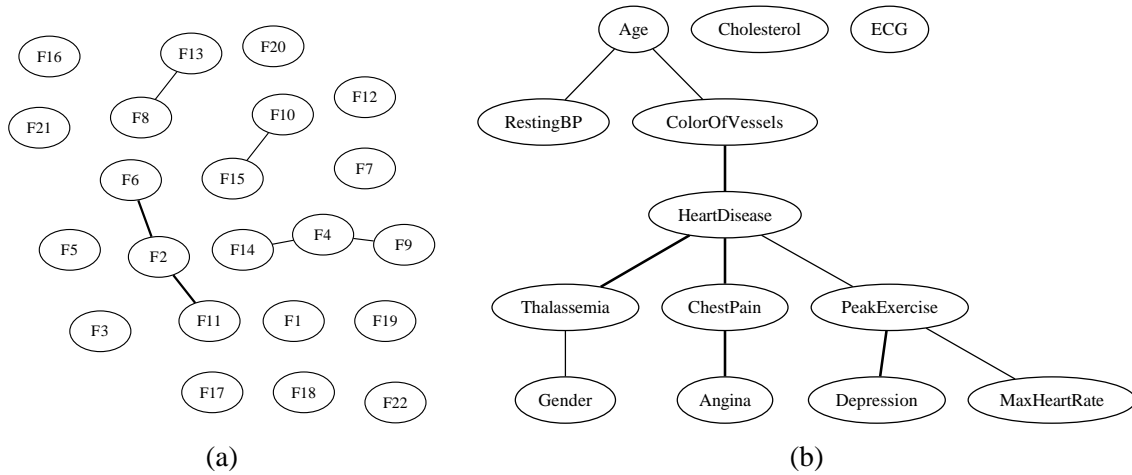 F16
F13
F20
F21
F8
F10
F12
F6
F15
F7
F5
F2
F14
F4
F9
F3
F11
F1
F19
F17
F18
F22
(a)
Age
Cholesterol
ECG
RestingBP
ColorOfVessels
HeartDisease
Thalassemia
ChestPain
PeakExercise
Gender
Angina
Depression
MaxHeartRate
(b)